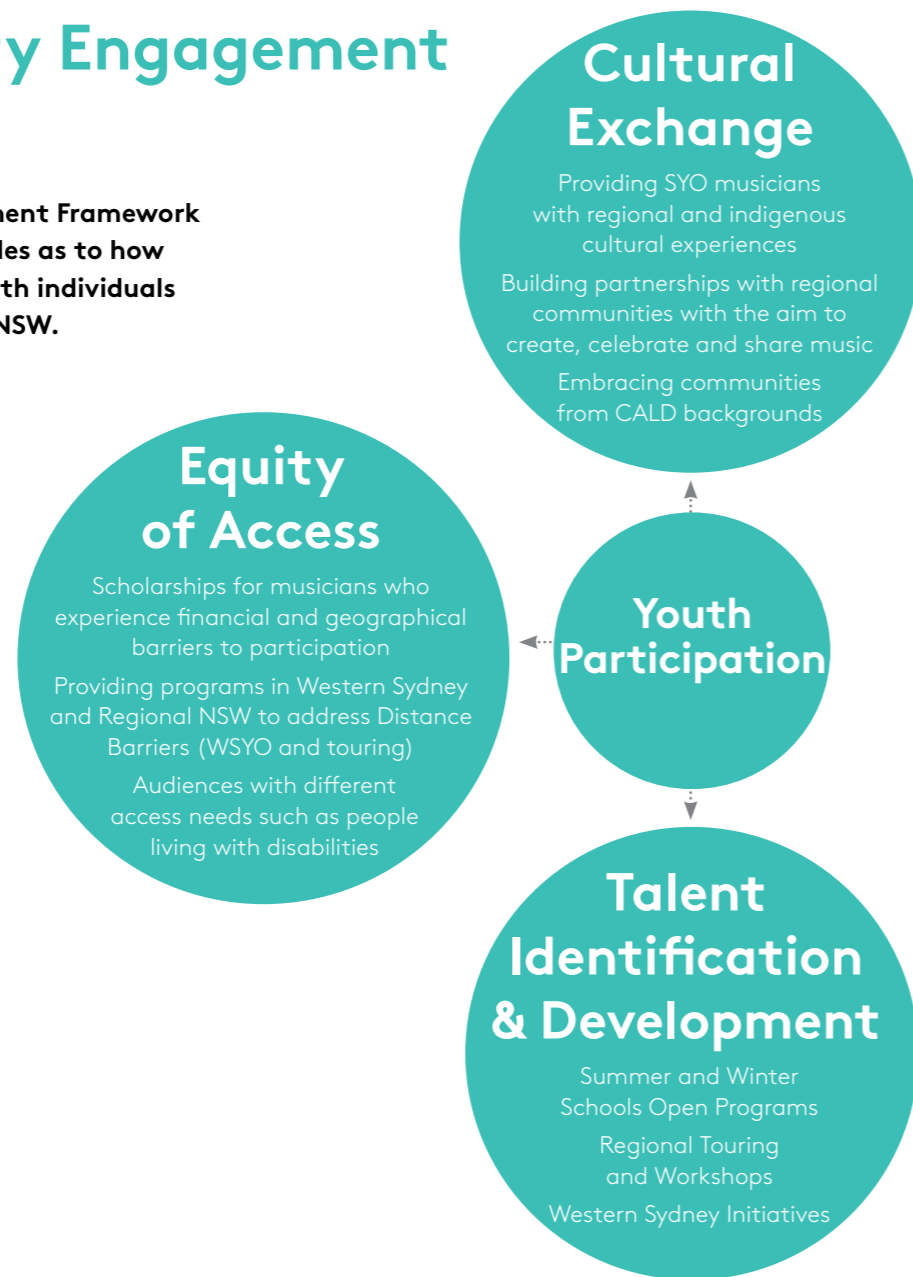 y Engagement
ment Framework
les as to how
th individuals
NSW.
Cultural
Exchange
Providing SYO musicians
with regional and indigenous
cultural experiences
Building partnerships with regional
communities with the aim to
create, celebrate and share music
Embracing communities
from CALD backgrounds
Equity
of Access
Scholarships for musicians who
experience financial and geographical
barriers to participation
Providing programs in Western Sydney
and Regional NSW to address Distance
Barriers (WSYO and touring)
Audiences with different
access needs such as people
living with disabilities
Youth
Participation
Talent
Identification
& Development
Summer and Winter
Schools Open Programs
Regional Touring
and Workshops
Western Sydney Initiatives